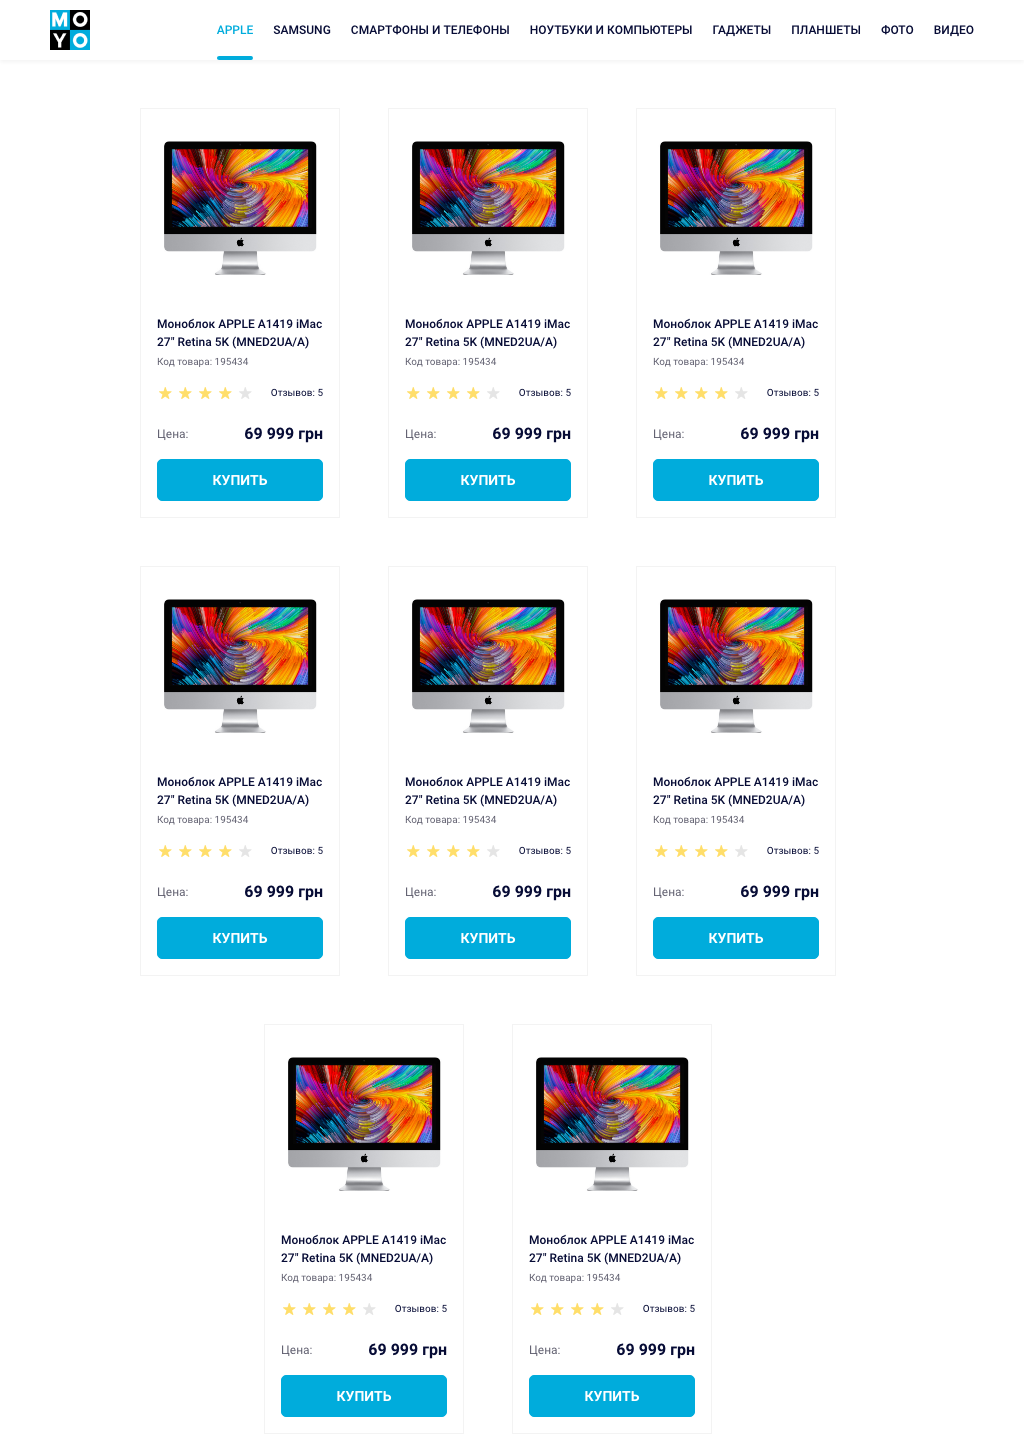 MO
YO
APPLE SAMSUNG СМАРТФОНЫ И ТЕЛЕФОНЫ НОУТБУКИ И КОМПЬЮТЕРЫ ГАДЖЕТЫ ПЛАНШЕТЫ ФОТО ВИДЕО
Моноблок APPLE A1419 iMac
27" Retina 5K (MNED2UA/A)
Код товара: 195434
Отзывов: 5
Цена: 69 999 грн
КУПИТЬ
Моноблок APPLE A1419 iMac
27" Retina 5K (MNED2UA/A)
Код товара: 195434
Отзывов: 5
Цена: 69 999 грн
КУПИТЬ
Моноблок APPLE A1419 iMac
27" Retina 5K (MNED2UA/A)
Код товара: 195434
Отзывов: 5
Цена: 69 999 грн
КУПИТЬ
Моноблок APPLE A1419 iMac
27" Retina 5K (MNED2UA/A)
Код товара: 195434
Отзывов: 5
Цена: 69 999 грн
КУПИТЬ
Моноблок APPLE A1419 iMac
27" Retina 5K (MNED2UA/A)
Код товара: 195434
Отзывов: 5
Цена: 69 999 грн
КУПИТЬ
Моноблок APPLE A1419 iMac
27" Retina 5K (MNED2UA/A)
Код товара: 195434
Отзывов: 5
Цена: 69 999 грн
КУПИТЬ
Моноблок APPLE A1419 iMac
27" Retina 5K (MNED2UA/A)
Код товара: 195434
Отзывов: 5
Цена: 69 999 грн
КУПИТЬ
Моноблок APPLE A1419 iMac
27" Retina 5K (MNED2UA/A)
Код товара: 195434
Отзывов: 5
Цена: 69 999 грн
КУПИТЬ